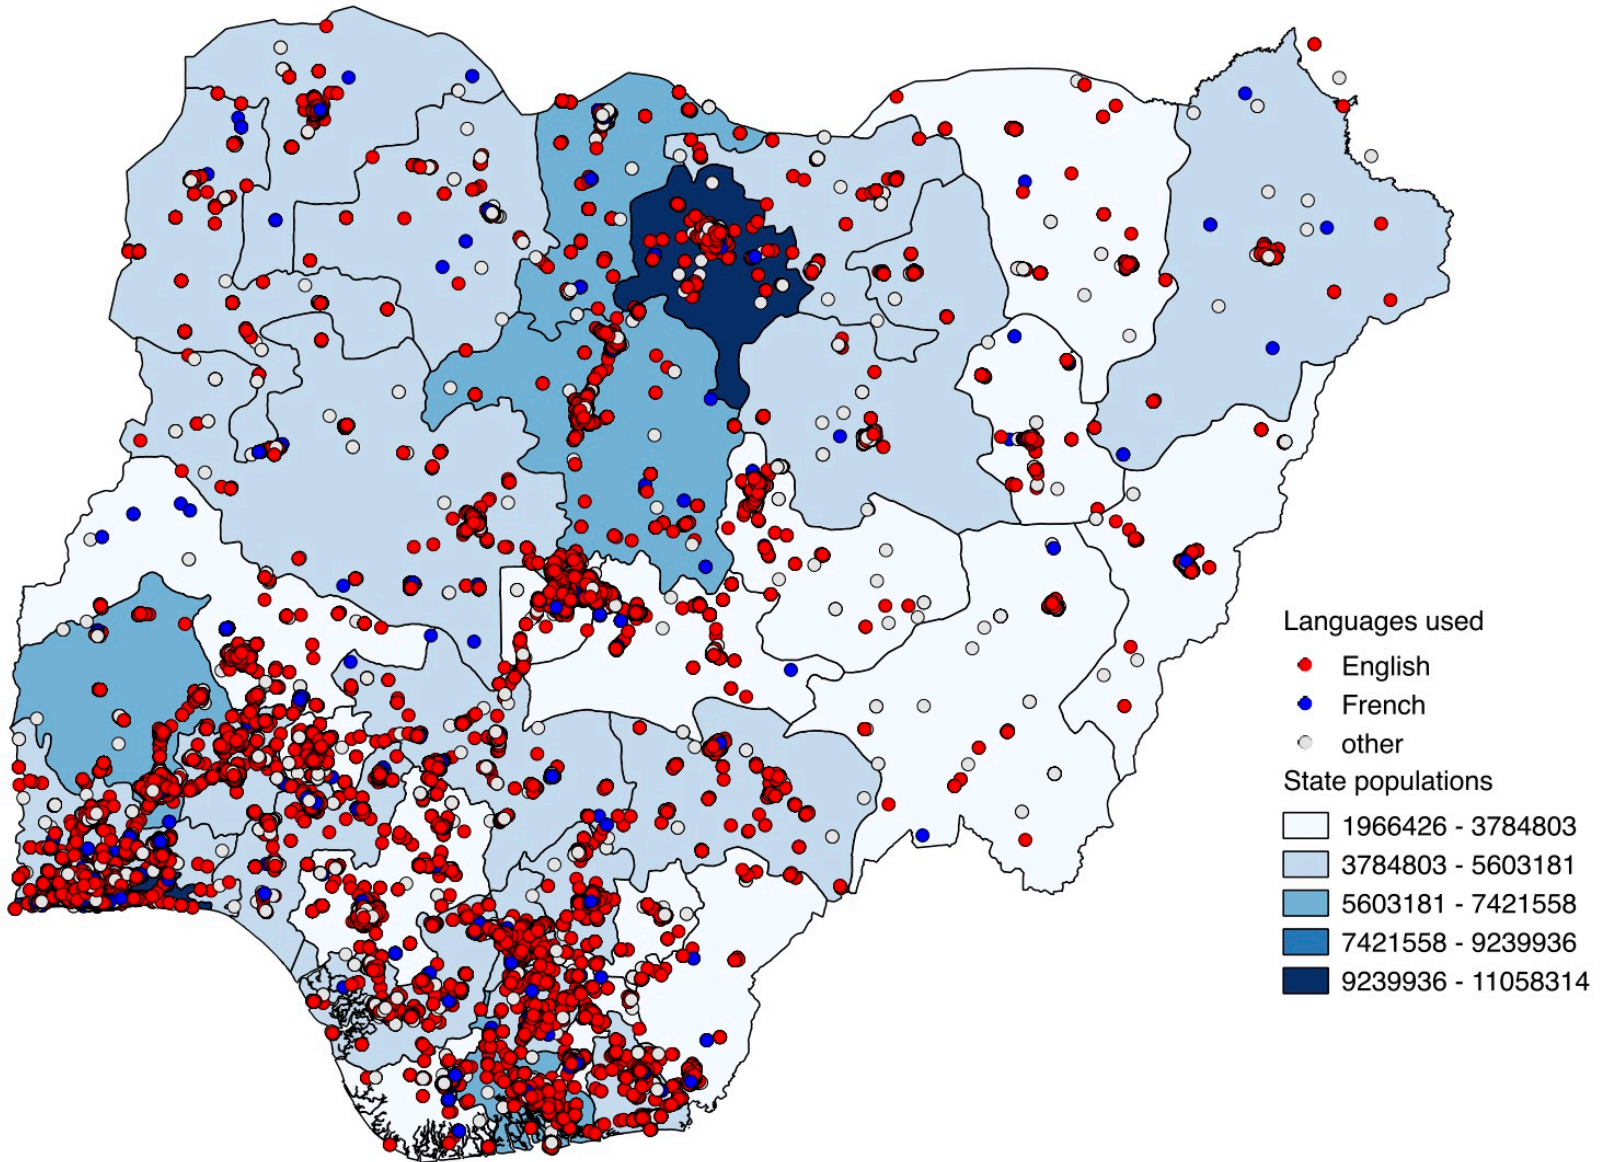 Languages used
English
French
other
State populations
1966426 - 3784803
3784803 - 5603181
5603181 - 7421558
7421558 - 9239936
9239936 - 11058314